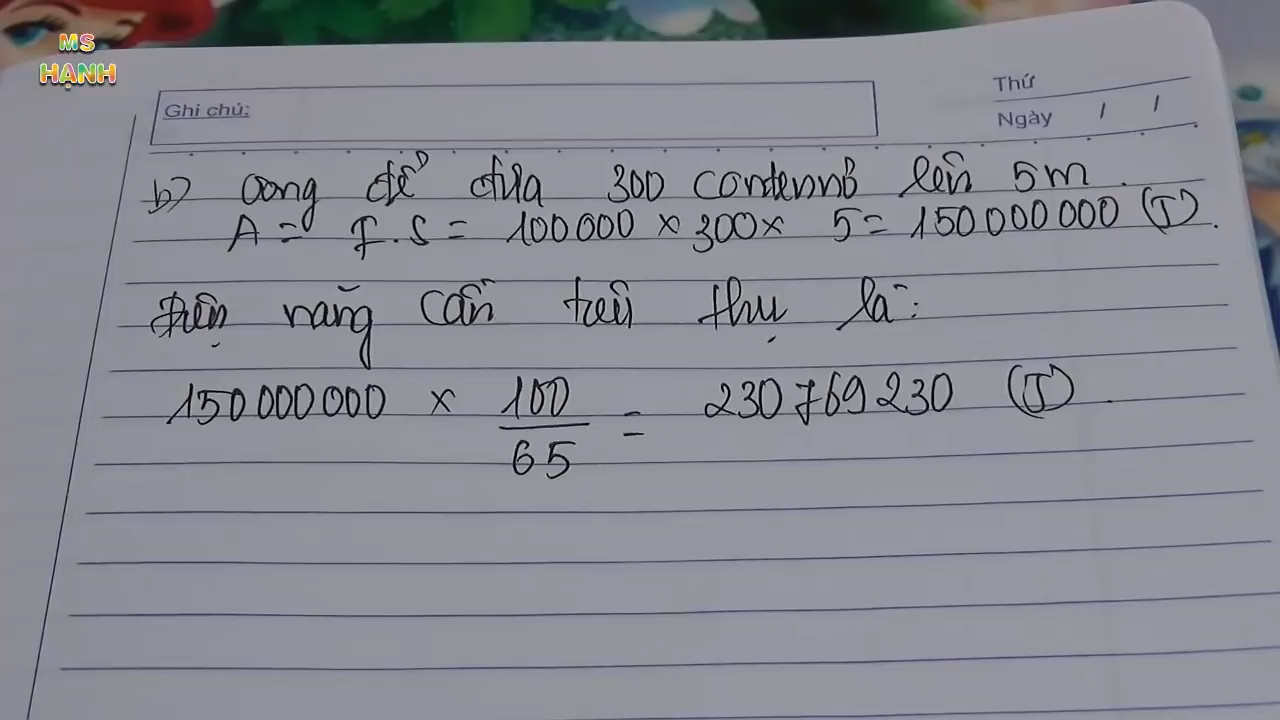 MS
HẠNH
Ghi chú:
Thứ
Ngày / /
b) Công để đưa 300 contennơ lên 5m.
A = F.S = 100000 × 300 × 5 = 150000000 (J).
Điện năng cần tiêu thụ là:
150000000 × 100/65 = 230769230 (J).